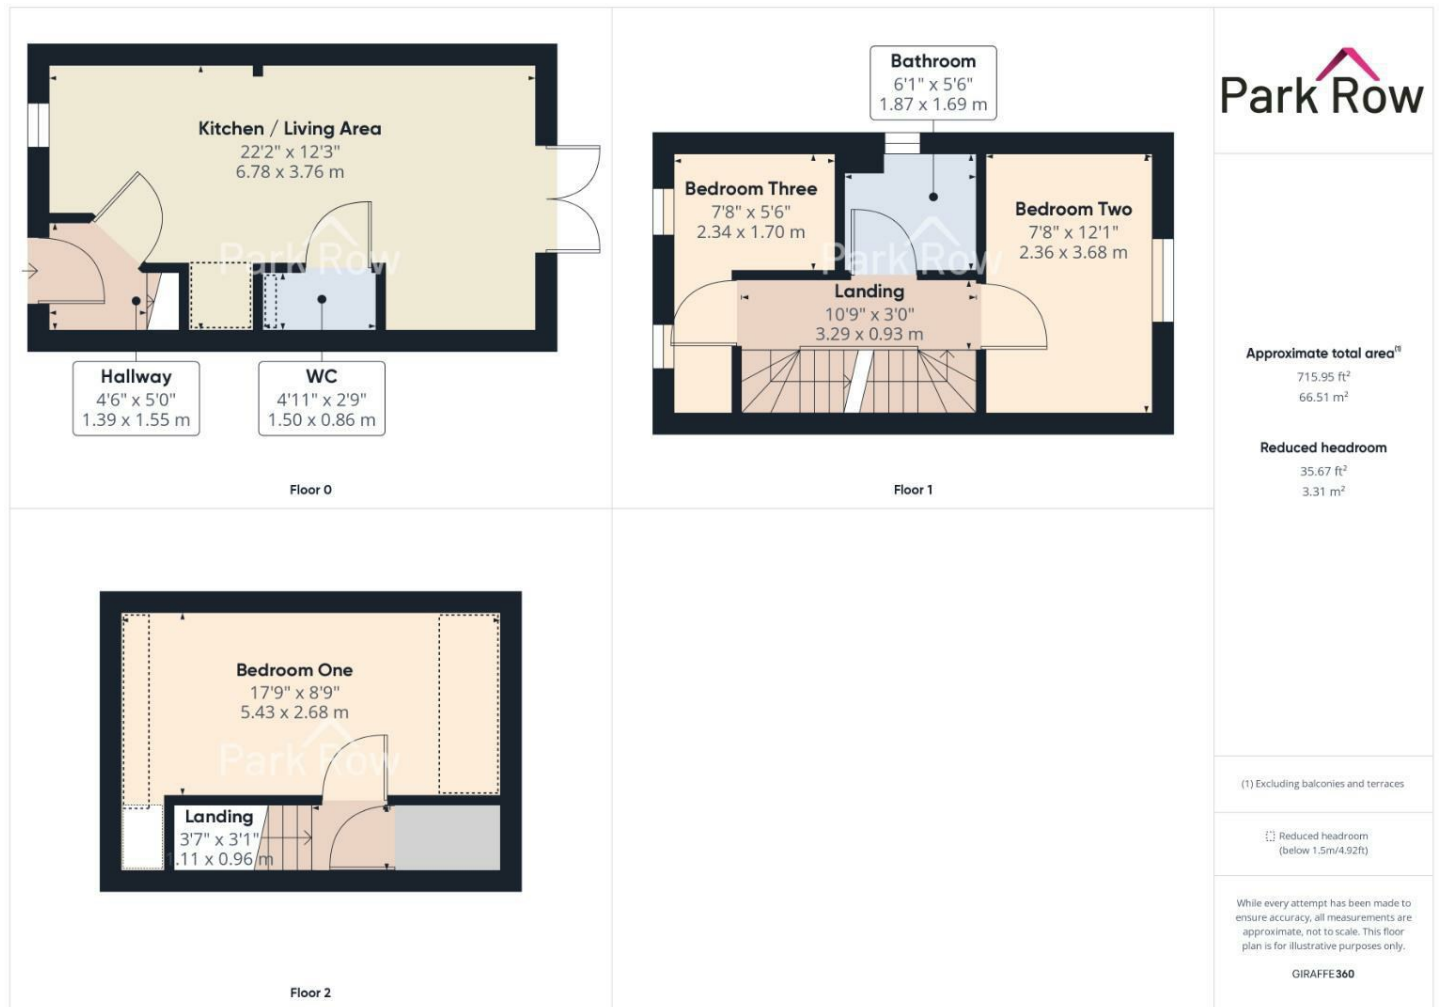 Kitchen / Living Area
22'2" x 12'3"
6.78 x 3.76 m
Park Row
Hallway
4'6" x 5'0"
1.39 x 1.55 m
WC
4'11" x 2'9"
1.50 x 0.86 m
Floor 0
Bathroom
6'1" x 5'6"
1.87 x 1.69 m
Bedroom Three
7'8" x 5'6"
2.34 x 1.70 m
Bedroom Two
7'8" x 12'1"
2.36 x 3.68 m
Park Row
Landing
10'9" x 3'0"
3.29 x 0.93 m
Floor 1
Bedroom One
17'9" x 8'9"
5.43 x 2.68 m
Park Row
Landing
3'7" x 3'1"
1.11 x 0.96 m
Floor 2
Park Row
Approximate total area(1)
715.95 ft²
66.51 m²
Reduced headroom
35.67 ft²
3.31 m²
(1) Excluding balconies and terraces
Reduced headroom
(below 1.5m/4.92ft)
While every attempt has been made to
ensure accuracy, all measurements are
approximate, not to scale. This floor
plan is for illustrative purposes only.
GIRAFFE360